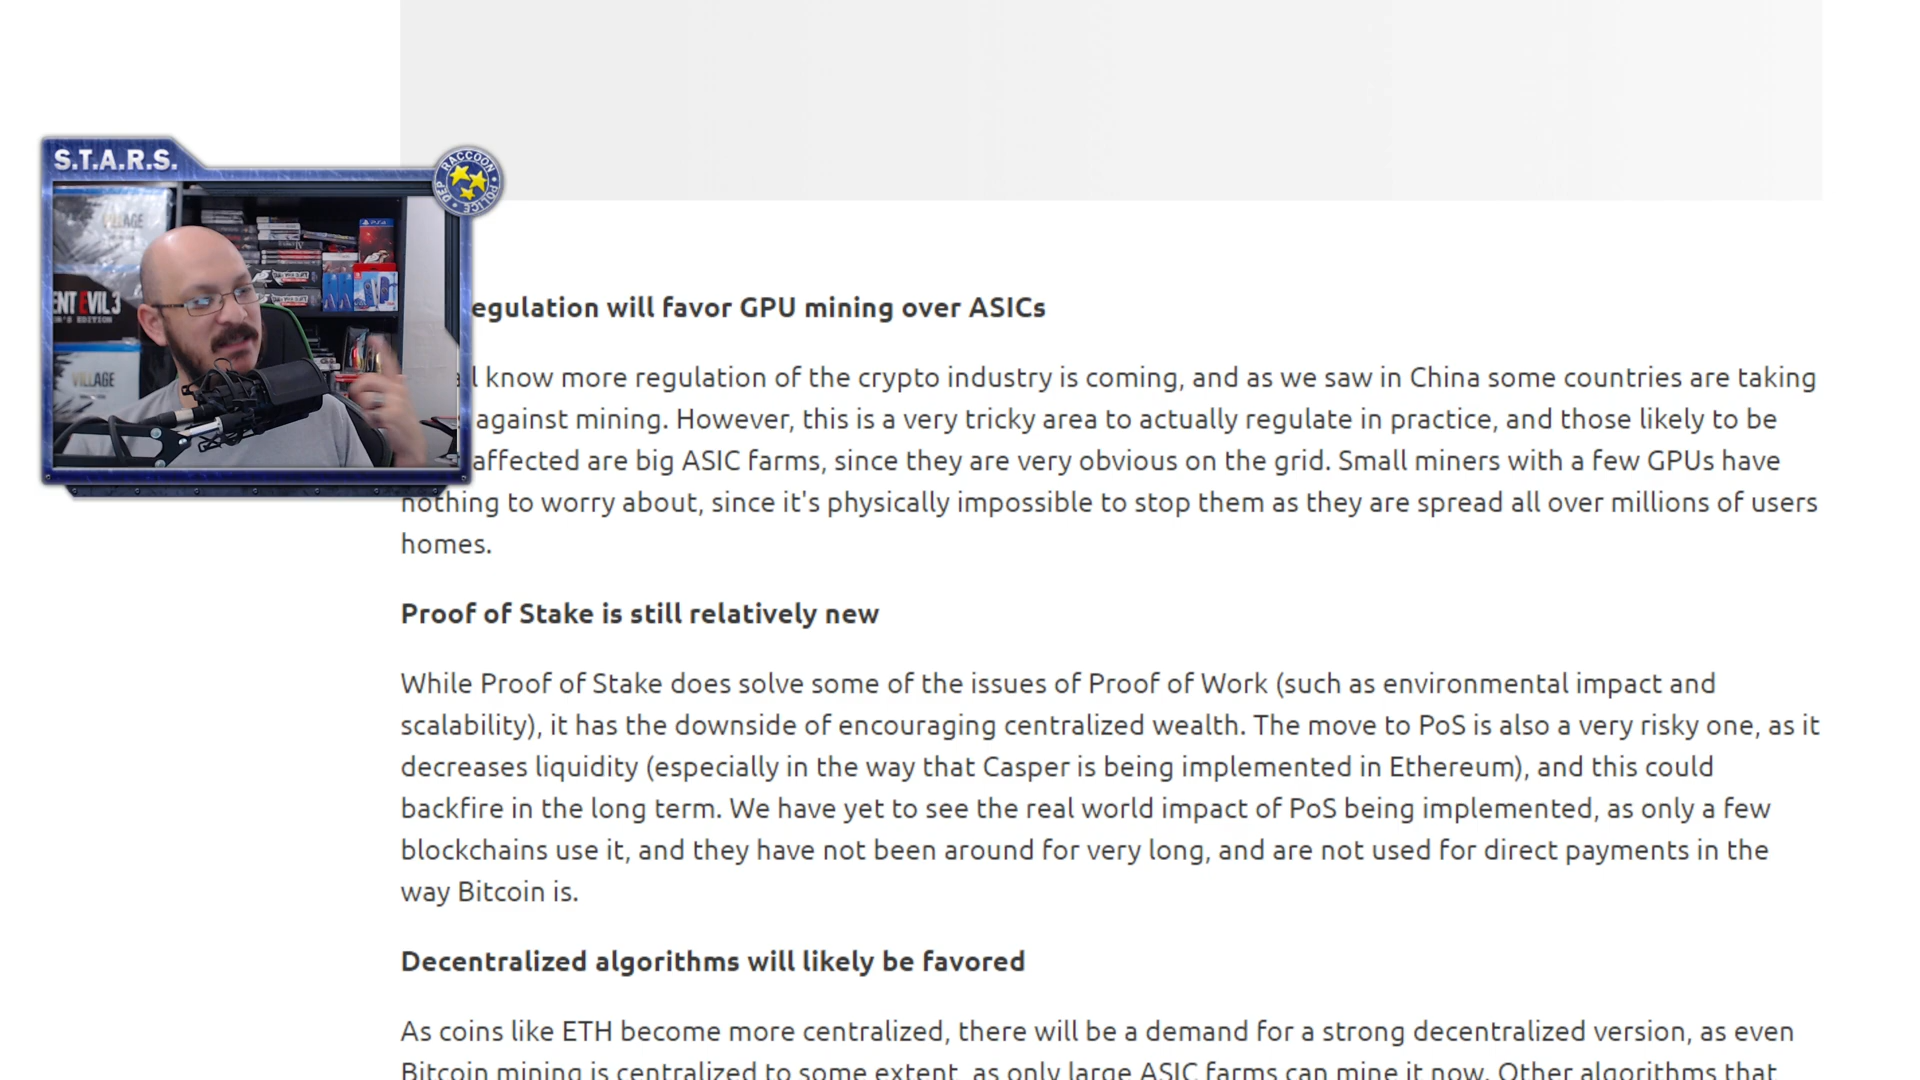 S.T.A.R.S.
RACCOON
POLICE
DEP
VILLAGE
ENT EVIL 3
VILLAGE
egulation will favor GPU mining over ASICs
l know more regulation of the crypto industry is coming, and as we saw in China some countries are taking
against mining. However, this is a very tricky area to actually regulate in practice, and those likely to be
affected are big ASIC farms, since they are very obvious on the grid. Small miners with a few GPUs have
nothing to worry about, since it's physically impossible to stop them as they are spread all over millions of users
homes.
Proof of Stake is still relatively new
While Proof of Stake does solve some of the issues of Proof of Work (such as environmental impact and
scalability), it has the downside of encouraging centralized wealth. The move to PoS is also a very risky one, as it
decreases liquidity (especially in the way that Casper is being implemented in Ethereum), and this could
backfire in the long term. We have yet to see the real world impact of PoS being implemented, as only a few
blockchains use it, and they have not been around for very long, and are not used for direct payments in the
way Bitcoin is.
Decentralized algorithms will likely be favored
As coins like ETH become more centralized, there will be a demand for a strong decentralized version, as even
Bitcoin mining is centralized to some extent, as only large ASIC farms can mine it now. Other algorithms that